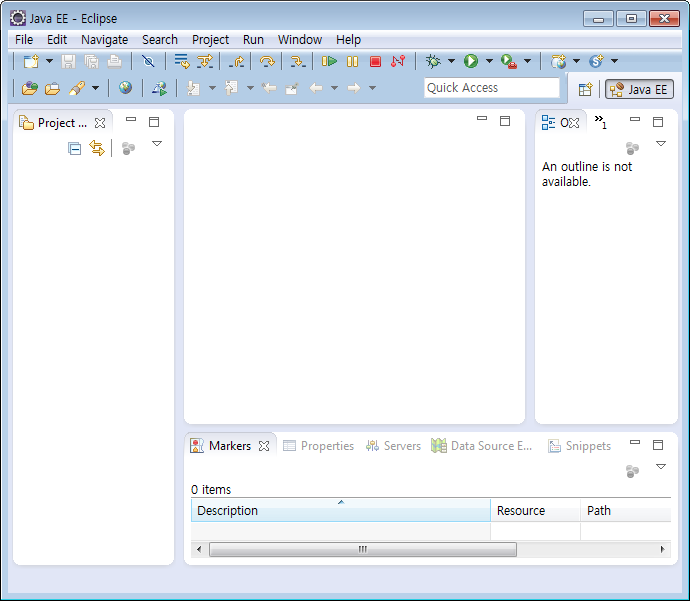 Java EE - Eclipse
File Edit Navigate Search Project Run Window Help
Quick Access
Java EE
Project ...
O
1
An outline is not
available.
Markers Properties Servers Data Source E... Snippets
0 items
Description Resource Path